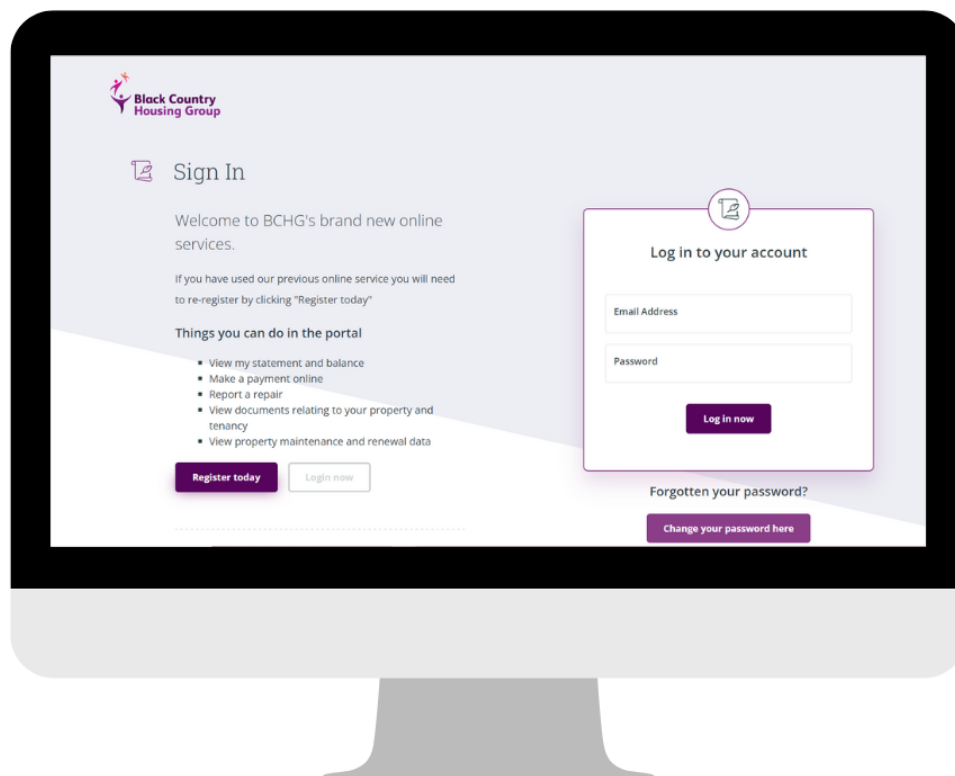 Black Country
Housing Group
Sign In
Welcome to BCHG's brand new online
services.
If you have used our previous online service you will need
to re-register by clicking "Register today"
Things you can do in the portal
View my statement and balance
Make a payment online
Report a repair
View documents relating to your property and
tenancy
View property maintenance and renewal data
Register today
Login now
Log in to your account
Email Address
Password
Log in now
Forgotten your password?
Change your password here